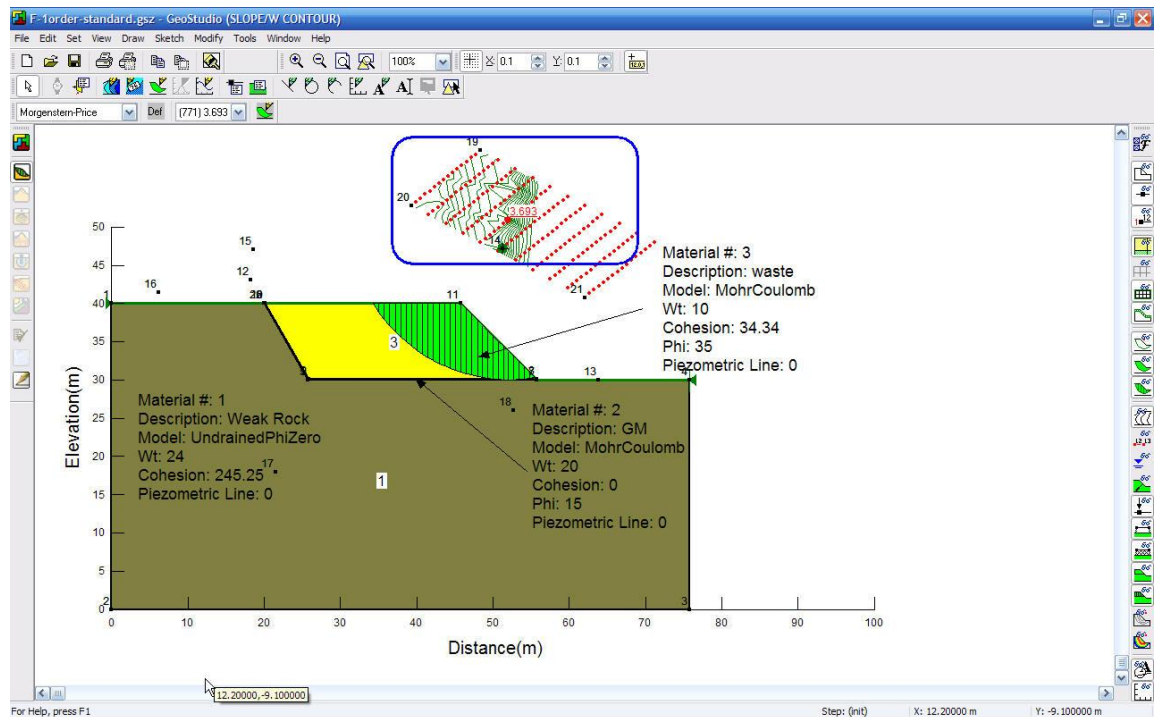 F-1order-standard.gsz - GeoStudio (SLOPE/W CONTOUR)
File Edit Set View Draw Sketch Modify Tools Window Help
100% X: 0.1 Y: 0.1
Morgenstern-Price Def (771) 3.693
19
20
3.693
14
21
Material #: 3
Description: waste
Model: MohrCoulomb
Wt: 10
Cohesion: 34.34
Phi: 35
Piezometric Line: 0
50
45
40
35
30
25
20
15
10
5
0
Elevation(m)
15
16
12
1
11
3
13
4
18
17
1
2
3
Material #: 1
Description: Weak Rock
Model: UndrainedPhiZero
Wt: 24
Cohesion: 245.25
Piezometric Line: 0
Material #: 2
Description: GM
Model: MohrCoulomb
Wt: 20
Cohesion: 0
Phi: 15
Piezometric Line: 0
0 10 20 30 40 50 60 70 80 90 100
Distance(m)
12.20000,-9.100000
For Help, press F1
Step: (init) X: 12.20000 m Y: -9.100000 m